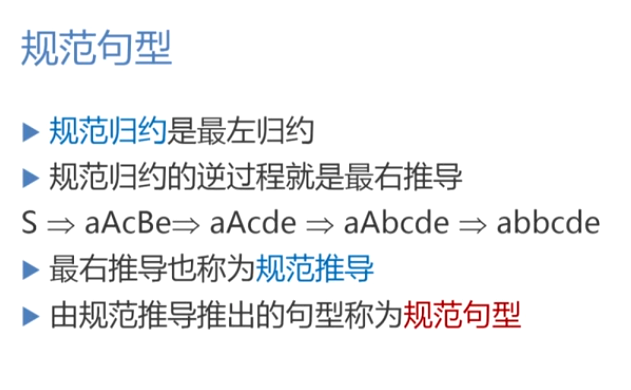 规范句型
▶ 规范归约是最左归约
▶ 规范归约的逆过程就是最右推导
S ⇒ aAcBe⇒ aAcde ⇒ aAbcde ⇒ abbcde
▶ 最右推导也称为规范推导
▶ 由规范推导推出的句型称为规范句型